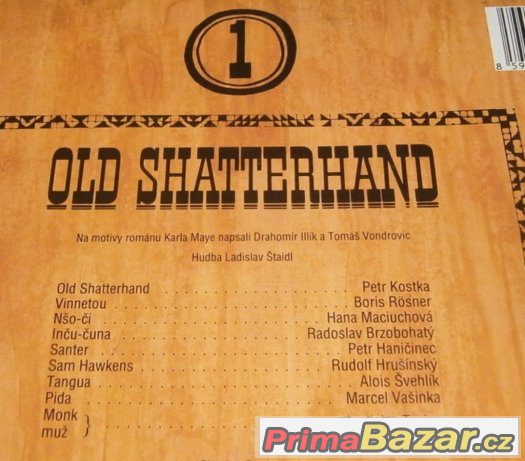 1
8 59
OLD SHATTERHAND
Na motivy románu Karla Maye napsali Drahomír Illík a Tomáš Vondrovic
Hudba Ladislav Štaidl
Old Shatterhand . . . . . . . . . . Petr Kostka
Vinnetou . . . . . . . . . . Boris Rösner
Nšo-či . . . . . . . . . . Hana Maciuchová
Inču-čuna . . . . . . . . . . Radoslav Brzobohatý
Santer . . . . . . . . . . Petr Haničinec
Sam Hawkens . . . . . . . . . . Rudolf Hrušínský
Tangua . . . . . . . . . . Alois Švehlík
Pida . . . . . . . . . . Marcel Vašinka
Monk
muž }
PrimaBazar.cz